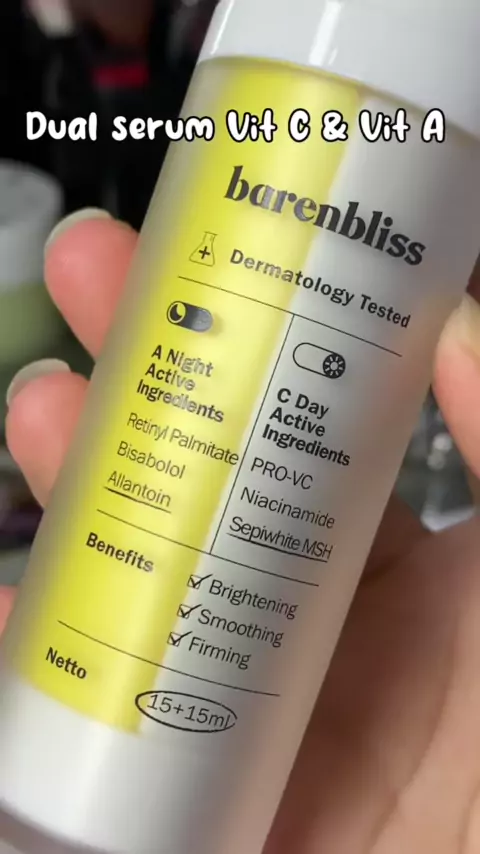 Dual serum Vit C & Vit A
barenbliss
Dermatology Tested
A Night
Active
Ingredients
Retinyl Palmitate
Bisabolol
Allantoin
C Day
Active
Ingredients
PRO-VC
Niacinamide
Sepiwhite MSH
Benefits
Brightening
Smoothing
Firming
Netto
15+15ml